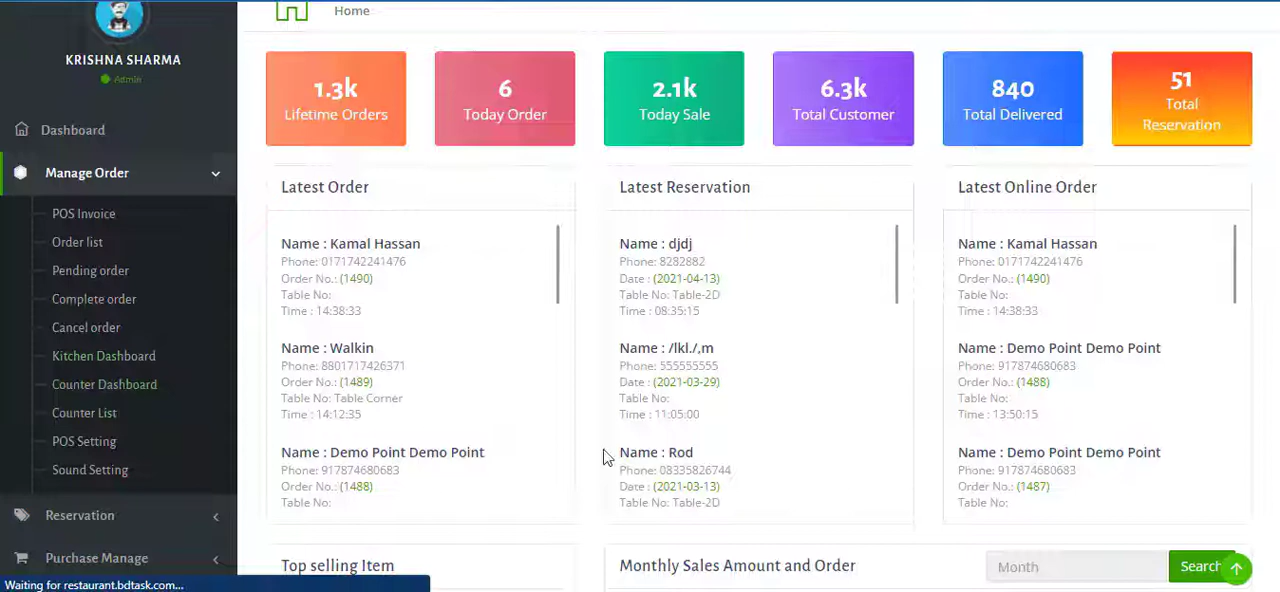 Home
KRISHNA SHARMA
Admin
Dashboard
Manage Order
POS Invoice
Order list
Pending order
Complete order
Cancel order
Kitchen Dashboard
Counter Dashboard
Counter List
POS Setting
Sound Setting
Reservation
Purchase Manage
Waiting for restaurant.bdtask.com...
1.3k
Lifetime Orders
6
Today Order
2.1k
Today Sale
6.3k
Total Customer
840
Total Delivered
51
Total
Reservation
Latest Order
Name : Kamal Hassan
Phone: 0171742241476
Order No.: (1490)
Table No:
Time : 14:38:33
Name : Walkin
Phone: 8801717426371
Order No.: (1489)
Table No: Table Corner
Time : 14:12:35
Name : Demo Point Demo Point
Phone: 917874680683
Order No.: (1488)
Table No:
Latest Reservation
Name : djdj
Phone: 8282882
Date : (2021-04-13)
Table No: Table-2D
Time : 08:35:15
Name : /lkl./,m
Phone: 555555555
Date : (2021-03-29)
Table No:
Time : 11:05:00
Name : Rod
Phone: 08335826744
Date : (2021-03-13)
Table No: Table-2D
Latest Online Order
Name : Kamal Hassan
Phone: 0171742241476
Order No.: (1490)
Table No:
Time : 14:38:33
Name : Demo Point Demo Point
Phone: 917874680683
Order No.: (1488)
Table No:
Time : 13:50:15
Name : Demo Point Demo Point
Phone: 917874680683
Order No.: (1487)
Table No:
Top selling Item
Monthly Sales Amount and Order
Month
Search